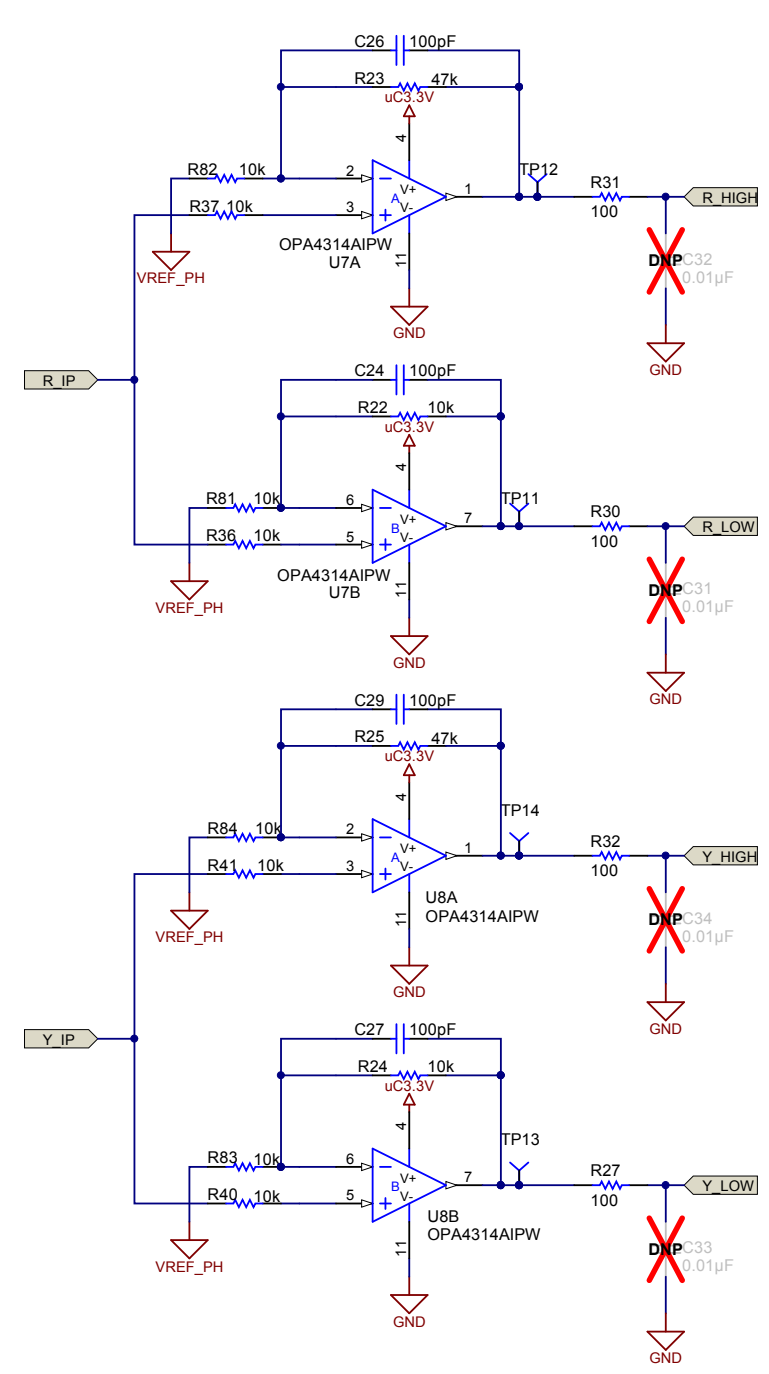 C26 100pF
R23 47k
uC3.3V
4
TP12
R82 10k 2 1 R31 R_HIGH
A V+
V-
R37 10k 3 100
OPA4314AIPW
U7A
11
VREF_PH
DNP C32
0.01µF
GND
GND
R_IP
C24 100pF
R22 10k
uC3.3V
4
TP11
R81 10k 6 7 R30 R_LOW
B V+
V-
R36 10k 5 100
OPA4314AIPW
U7B
11
VREF_PH
DNP C31
0.01µF
GND
GND
C29 100pF
R25 47k
uC3.3V
4
TP14
R84 10k 2 1 R32 Y_HIGH
A V+
V-
R41 10k 3 100
U8A
OPA4314AIPW
11
VREF_PH
DNP C34
0.01µF
GND
GND
Y_IP
C27 100pF
R24 10k
uC3.3V
4
TP13
R83 10k 6 7 R27 Y_LOW
B V+
V-
R40 10k 5 100
U8B
OPA4314AIPW
11
VREF_PH
DNP C33
0.01µF
GND
GND